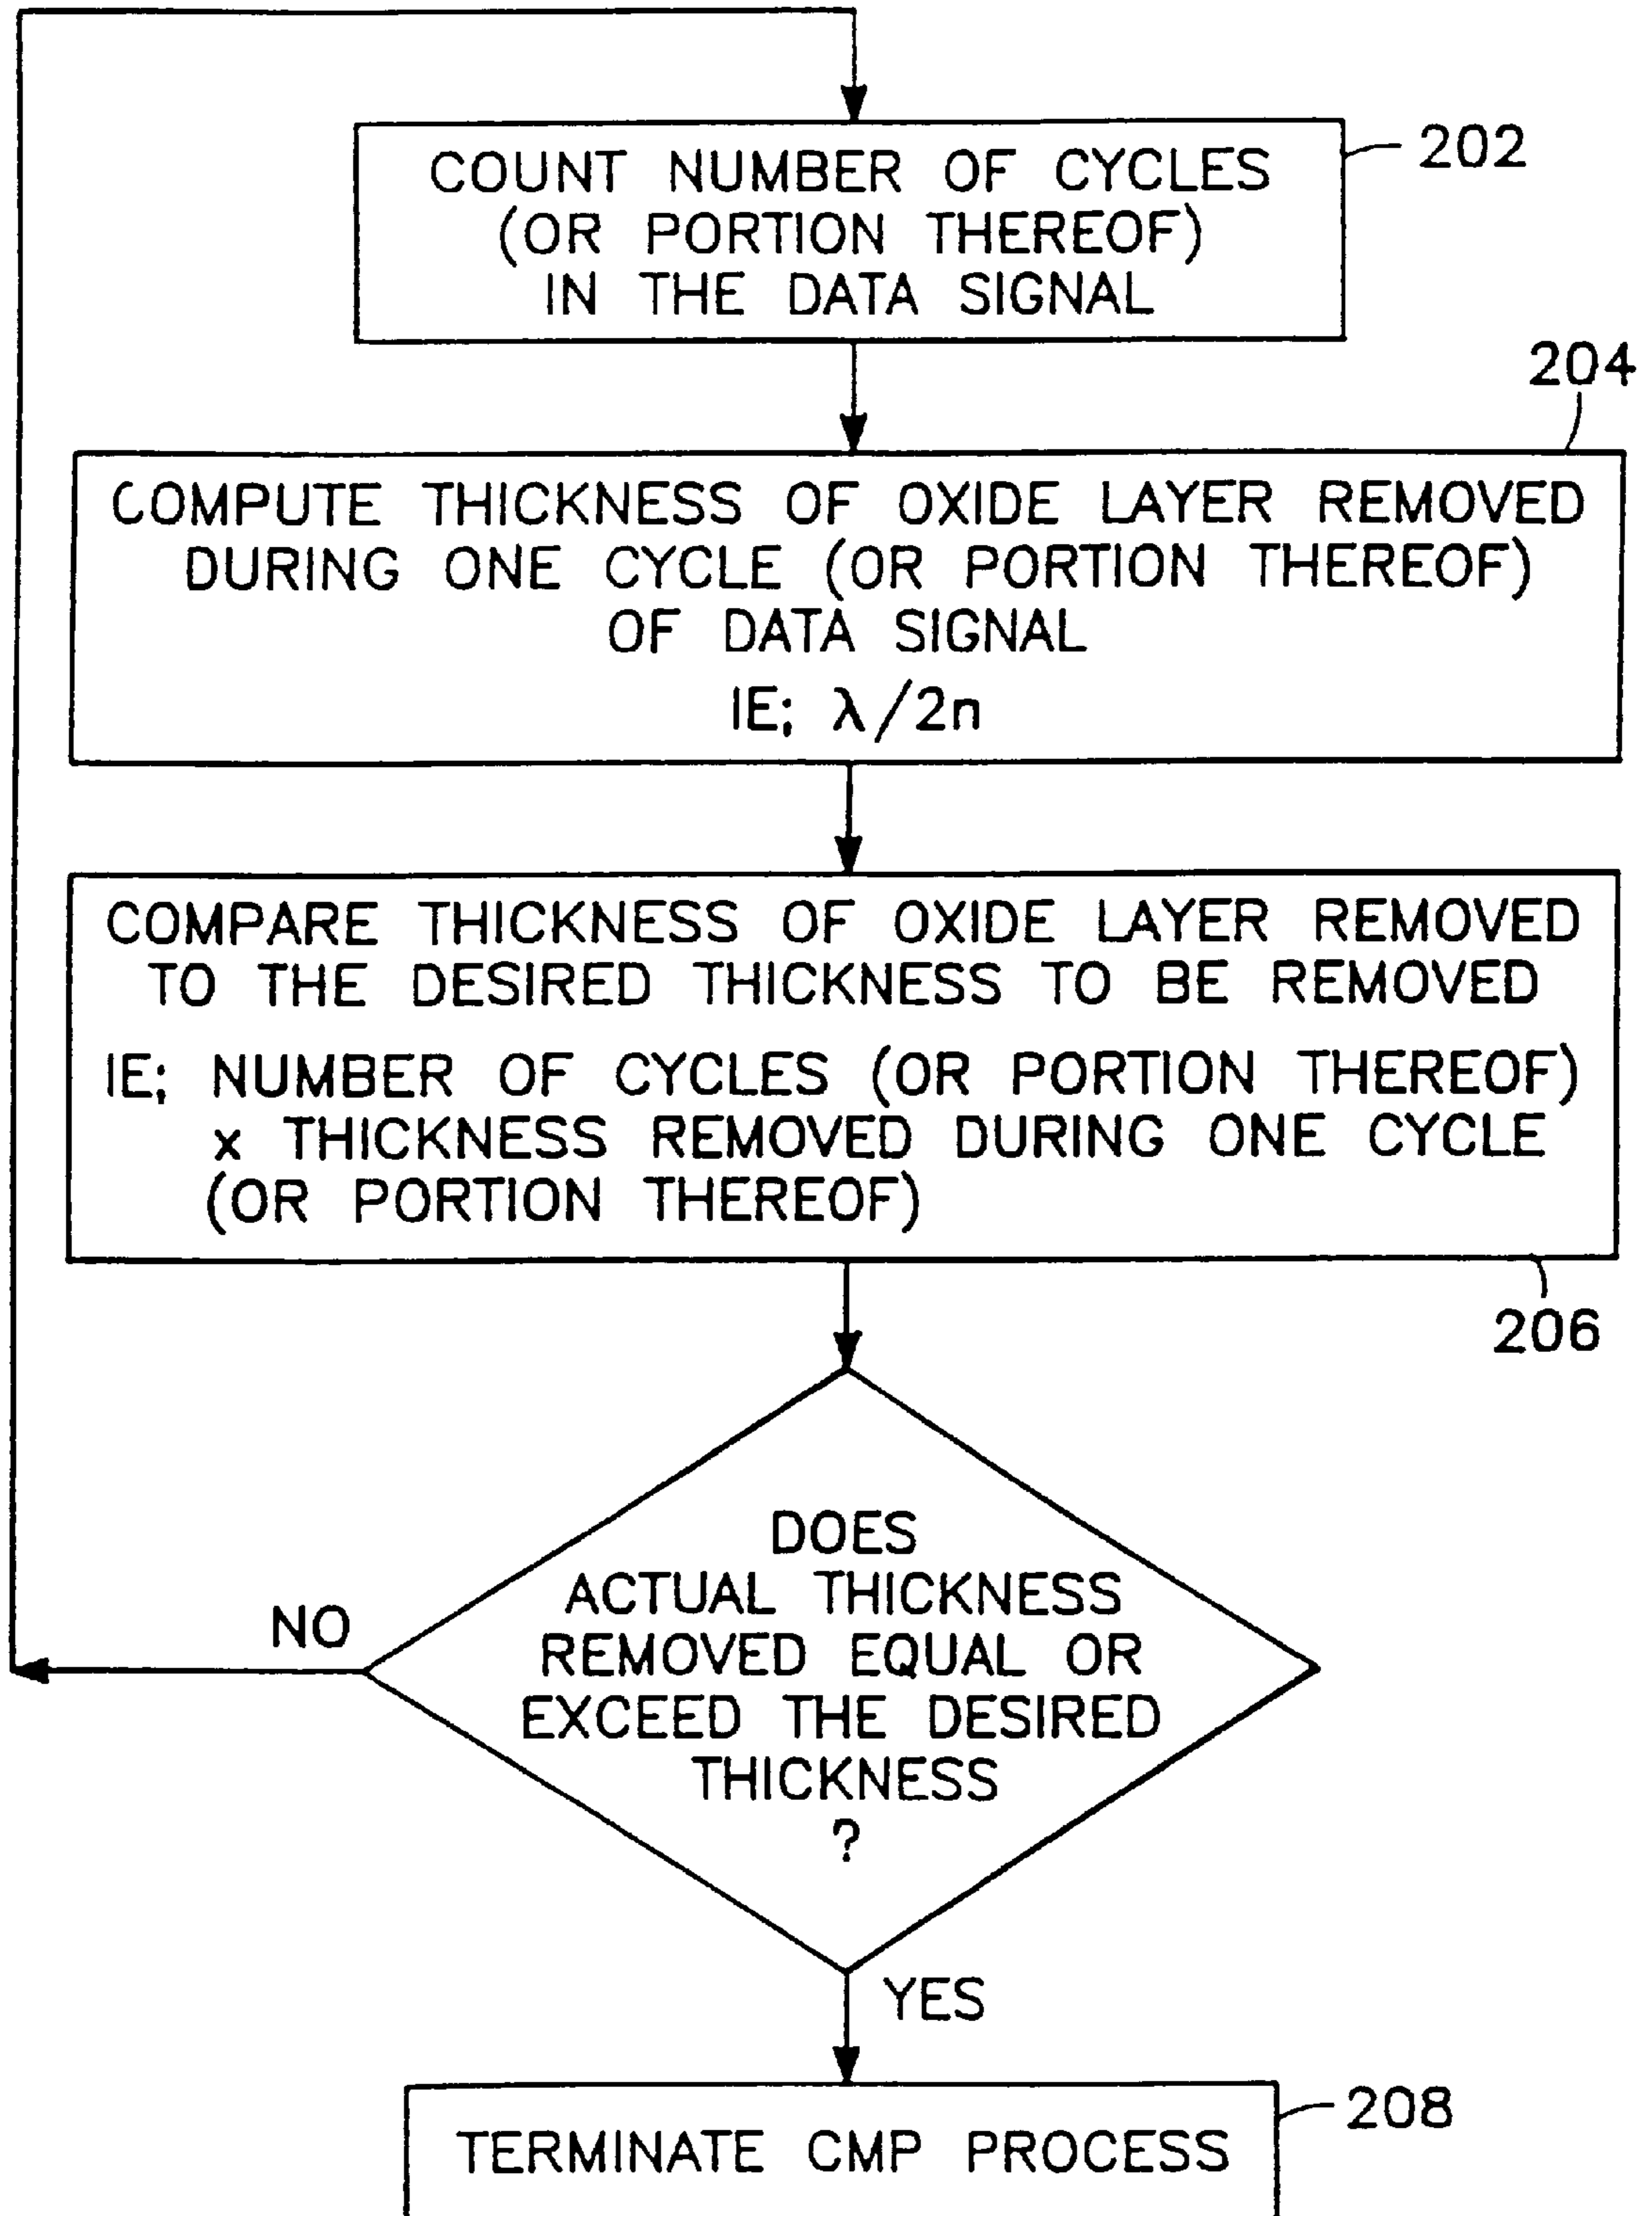 COUNT NUMBER OF CYCLES
(OR PORTION THEREOF)
IN THE DATA SIGNAL
202
204
COMPUTE THICKNESS OF OXIDE LAYER REMOVED
DURING ONE CYCLE (OR PORTION THEREOF)
OF DATA SIGNAL
IE; λ/2n
COMPARE THICKNESS OF OXIDE LAYER REMOVED
TO THE DESIRED THICKNESS TO BE REMOVED
IE; NUMBER OF CYCLES (OR PORTION THEREOF)
x THICKNESS REMOVED DURING ONE CYCLE
(OR PORTION THEREOF)
206
DOES
ACTUAL THICKNESS
REMOVED EQUAL OR
EXCEED THE DESIRED
THICKNESS
?
NO
YES
208
TERMINATE CMP PROCESS